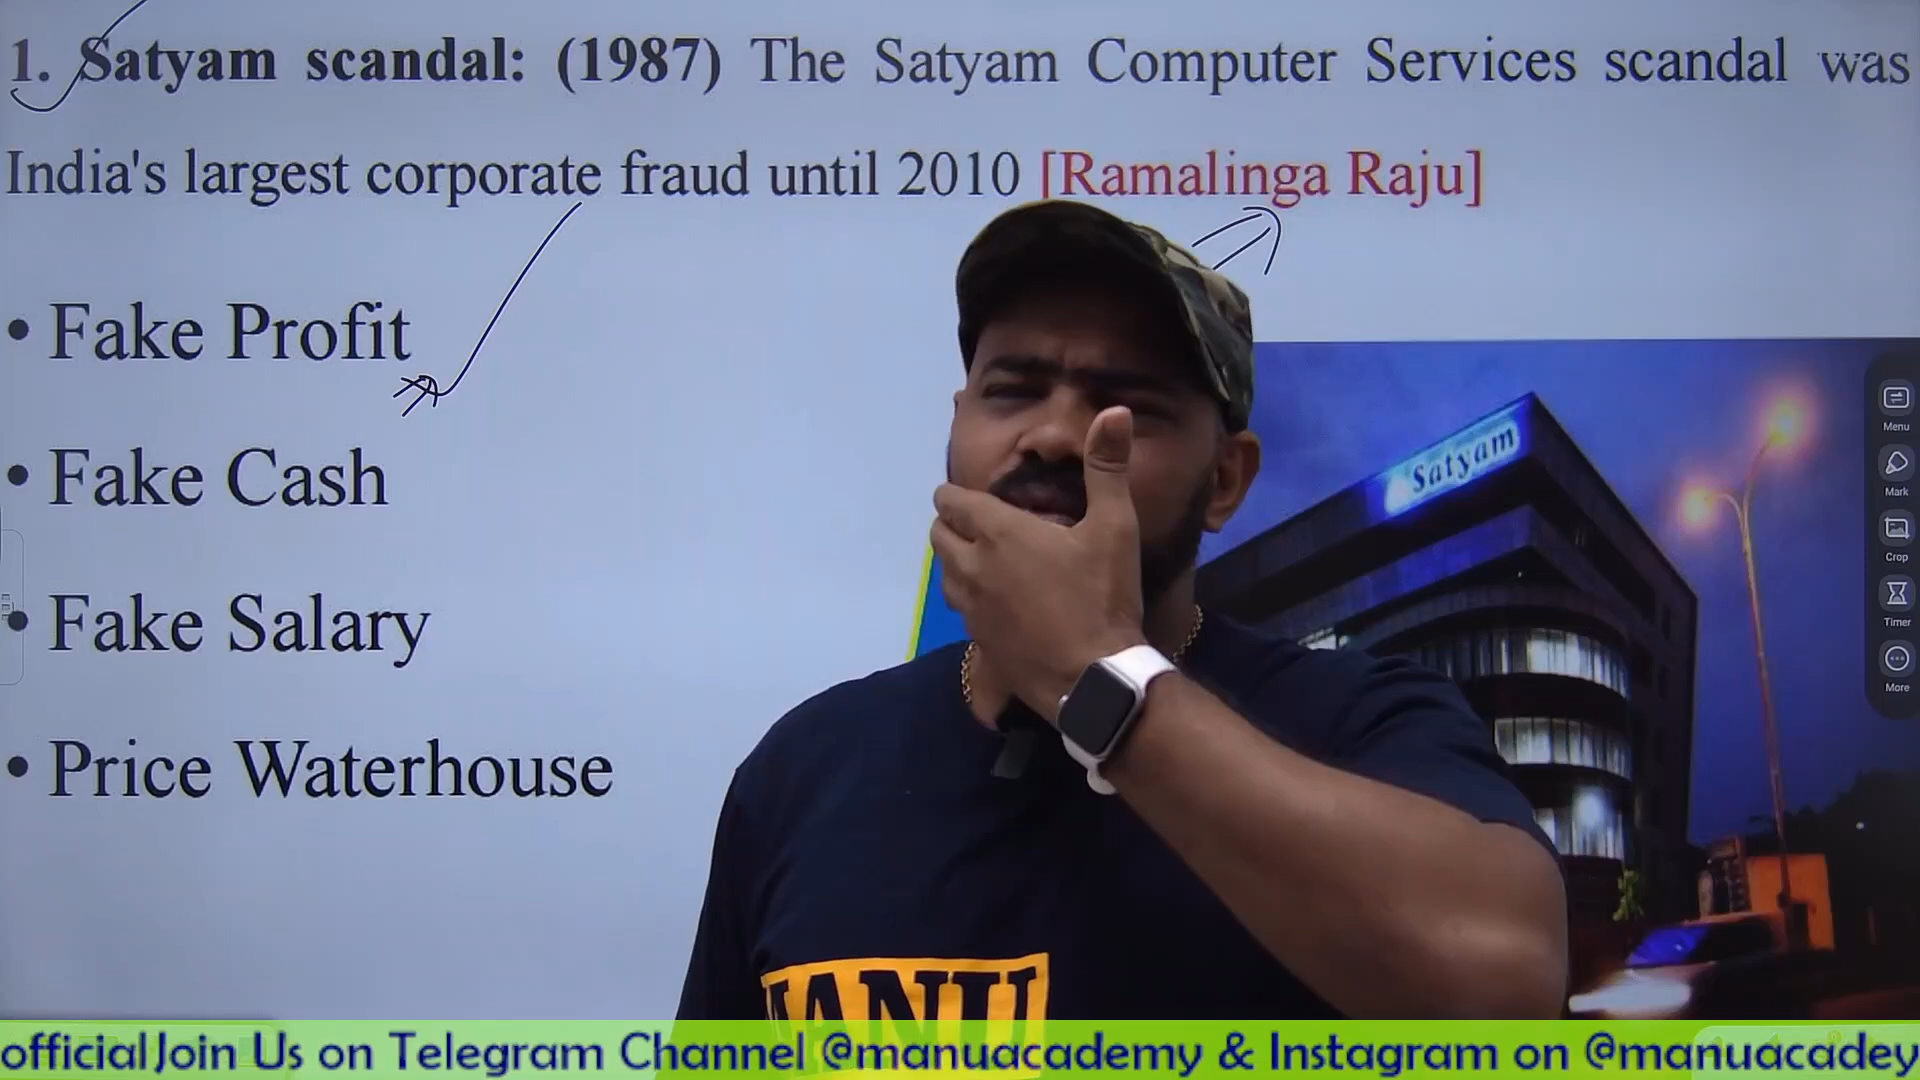 1. Satyam scandal: (1987) The Satyam Computer Services scandal was
India's largest corporate fraud until 2010 [Ramalinga Raju]
• Fake Profit
• Fake Cash
• Fake Salary
• Price Waterhouse
Satyam
Menu
Mark
Crop
Timer
More
official Join Us on Telegram Channel @manuacademy & Instagram on @manuacadey